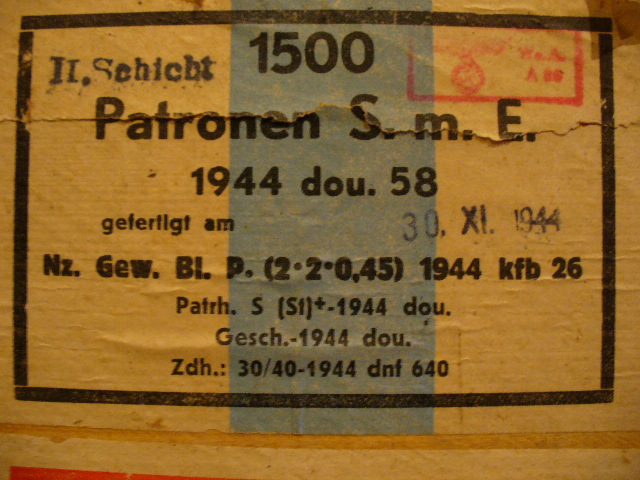 II. Schicht
1500
W.a.A.
Patronen S. m. E.
1944 dou. 58
gefertigt am 30. XI. 1944
Nz. Gew. Bl. P. (2·2·0,45) 1944 kfb 26
Patrh. S (St)+-1944 dou.
Gesch.-1944 dou.
Zdh.: 30/40-1944 dnf 640